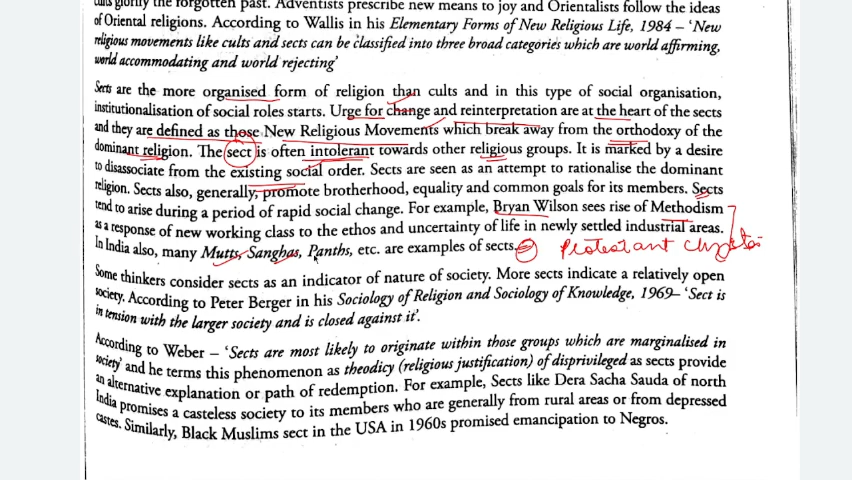 cults glorify the forgotten past. Adventists prescribe new means to joy and Orientalists follow the ideas
of Oriental religions. According to Wallis in his Elementary Forms of New Religious Life, 1984 – 'New
religious movements like cults and sects can be classified into three broad categories which are world affirming,
world accommodating and world rejecting'
Sects are the more organised form of religion than cults and in this type of social organisation,
institutionalisation of social roles starts. Urge for change and reinterpretation are at the heart of the sects
and they are defined as those New Religious Movements which break away from the orthodoxy of the
dominant religion. The sect is often intolerant towards other religious groups. It is marked by a desire
to disassociate from the existing social order. Sects are seen as an attempt to rationalise the dominant
religion. Sects also, generally, promote brotherhood, equality and common goals for its members. Sects
tend to arise during a period of rapid social change. For example, Bryan Wilson sees rise of Methodism
as a response of new working class to the ethos and uncertainty of life in newly settled industrial areas.
In India also, many Mutts, Sanghas, Panths, etc. are examples of sects. Protestant
Some thinkers consider sects as an indicator of nature of society. More sects indicate a relatively open
society. According to Peter Berger in his Sociology of Religion and Sociology of Knowledge, 1969– 'Sect is
in tension with the larger society and is closed against it'.
According to Weber – 'Sects are most likely to originate within those groups which are marginalised in
society' and he terms this phenomenon as theodicy (religious justification) of disprivileged as sects provide
an alternative explanation or path of redemption. For example, Sects like Dera Sacha Sauda of north
India promises a casteless society to its members who are generally from rural areas or from depressed
castes. Similarly, Black Muslims sect in the USA in 1960s promised emancipation to Negros.